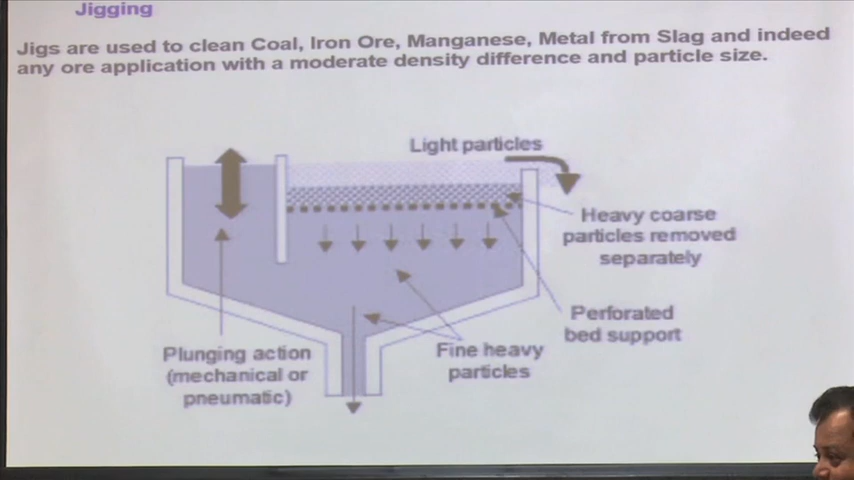 Jigging
Jigs are used to clean Coal, Iron Ore, Manganese, Metal from Slag and indeed
any ore application with a moderate density difference and particle size.
Light particles
Heavy coarse
particles removed
separately
Perforated
bed support
Plunging action
(mechanical or
pneumatic)
Fine heavy
particles